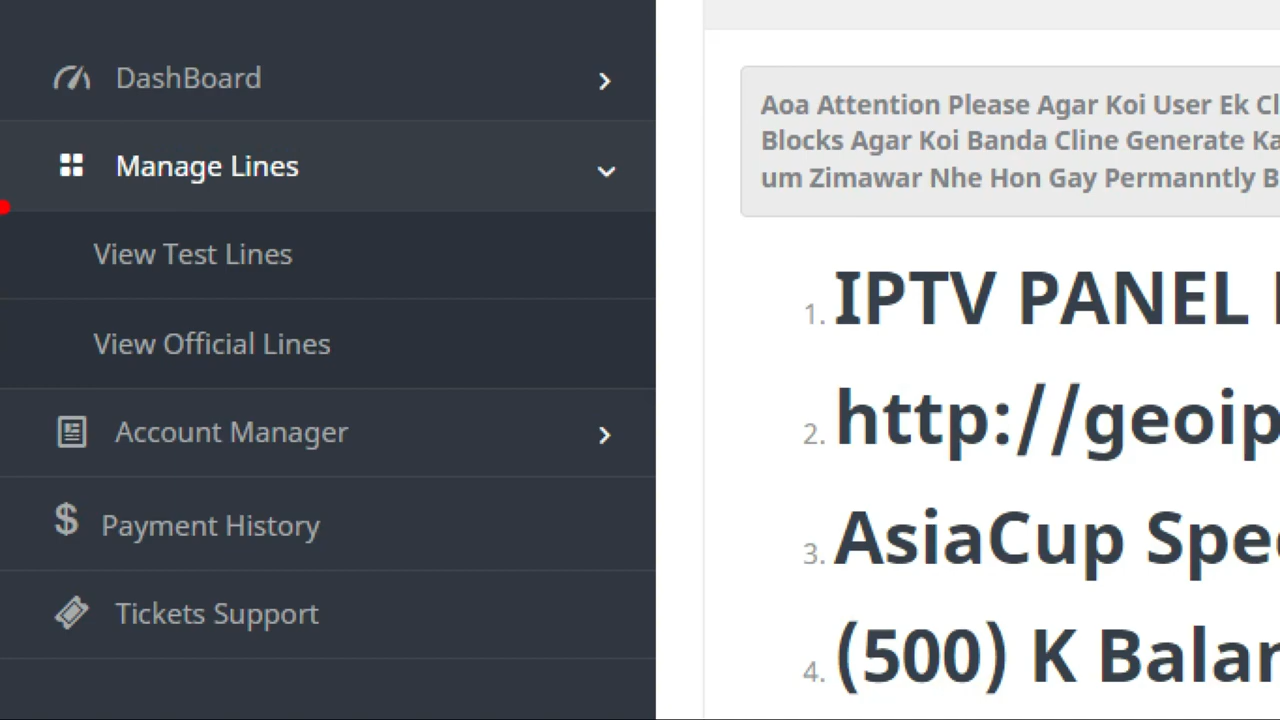 DashBoard
Manage Lines
View Test Lines
View Official Lines
Account Manager
Payment History
Tickets Support
Aoa Attention Please Agar Koi User Ek
Blocks Agar Koi Banda Cline Generate
um Zimawar Nhe Hon Gay Permanntly
1. IPTV PANEL
2. http://geoip
3. AsiaCup
4. (500) K